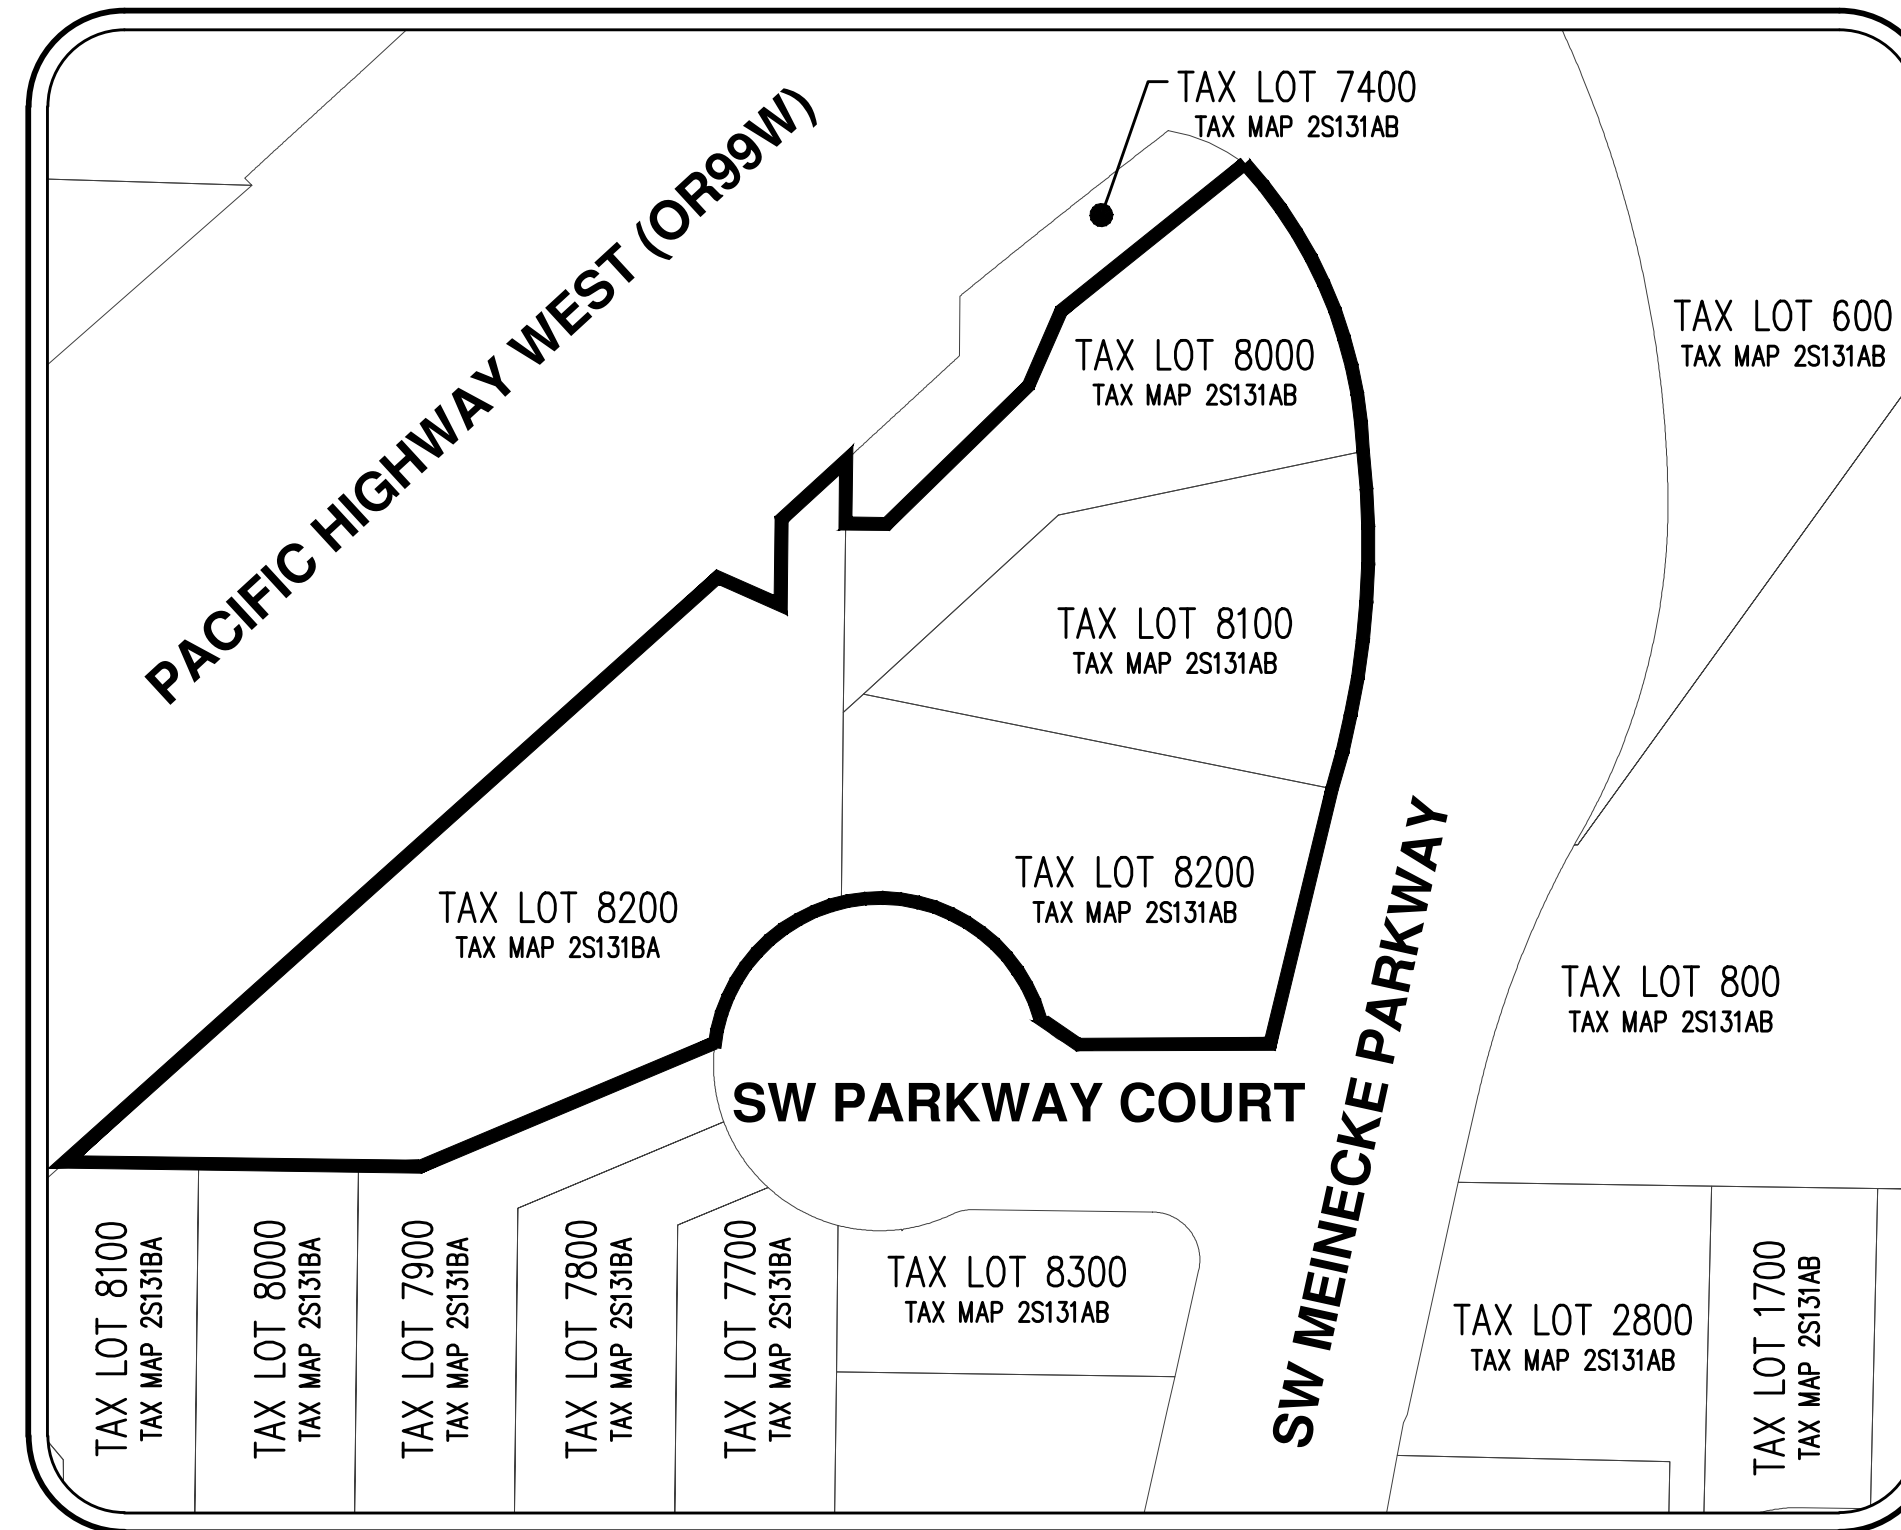 TAX LOT 7400
TAX MAP 2S131AB
PACIFIC HIGHWAY WEST (OR99W)
TAX LOT 600
TAX MAP 2S131AB
TAX LOT 8000
TAX MAP 2S131AB
TAX LOT 8100
TAX MAP 2S131AB
TAX LOT 8200
TAX MAP 2S131AB
TAX LOT 8200
TAX MAP 2S131BA
TAX LOT 800
TAX MAP 2S131AB
SW PARKWAY COURT
SW MEINECKE PARKWAY
TAX LOT 8100
TAX MAP 2S131BA
TAX LOT 8000
TAX MAP 2S131BA
TAX LOT 7900
TAX MAP 2S131BA
TAX LOT 7800
TAX MAP 2S131BA
TAX LOT 7700
TAX MAP 2S131BA
TAX LOT 8300
TAX MAP 2S131AB
TAX LOT 2800
TAX MAP 2S131AB
TAX LOT 1700
TAX MAP 2S131AB